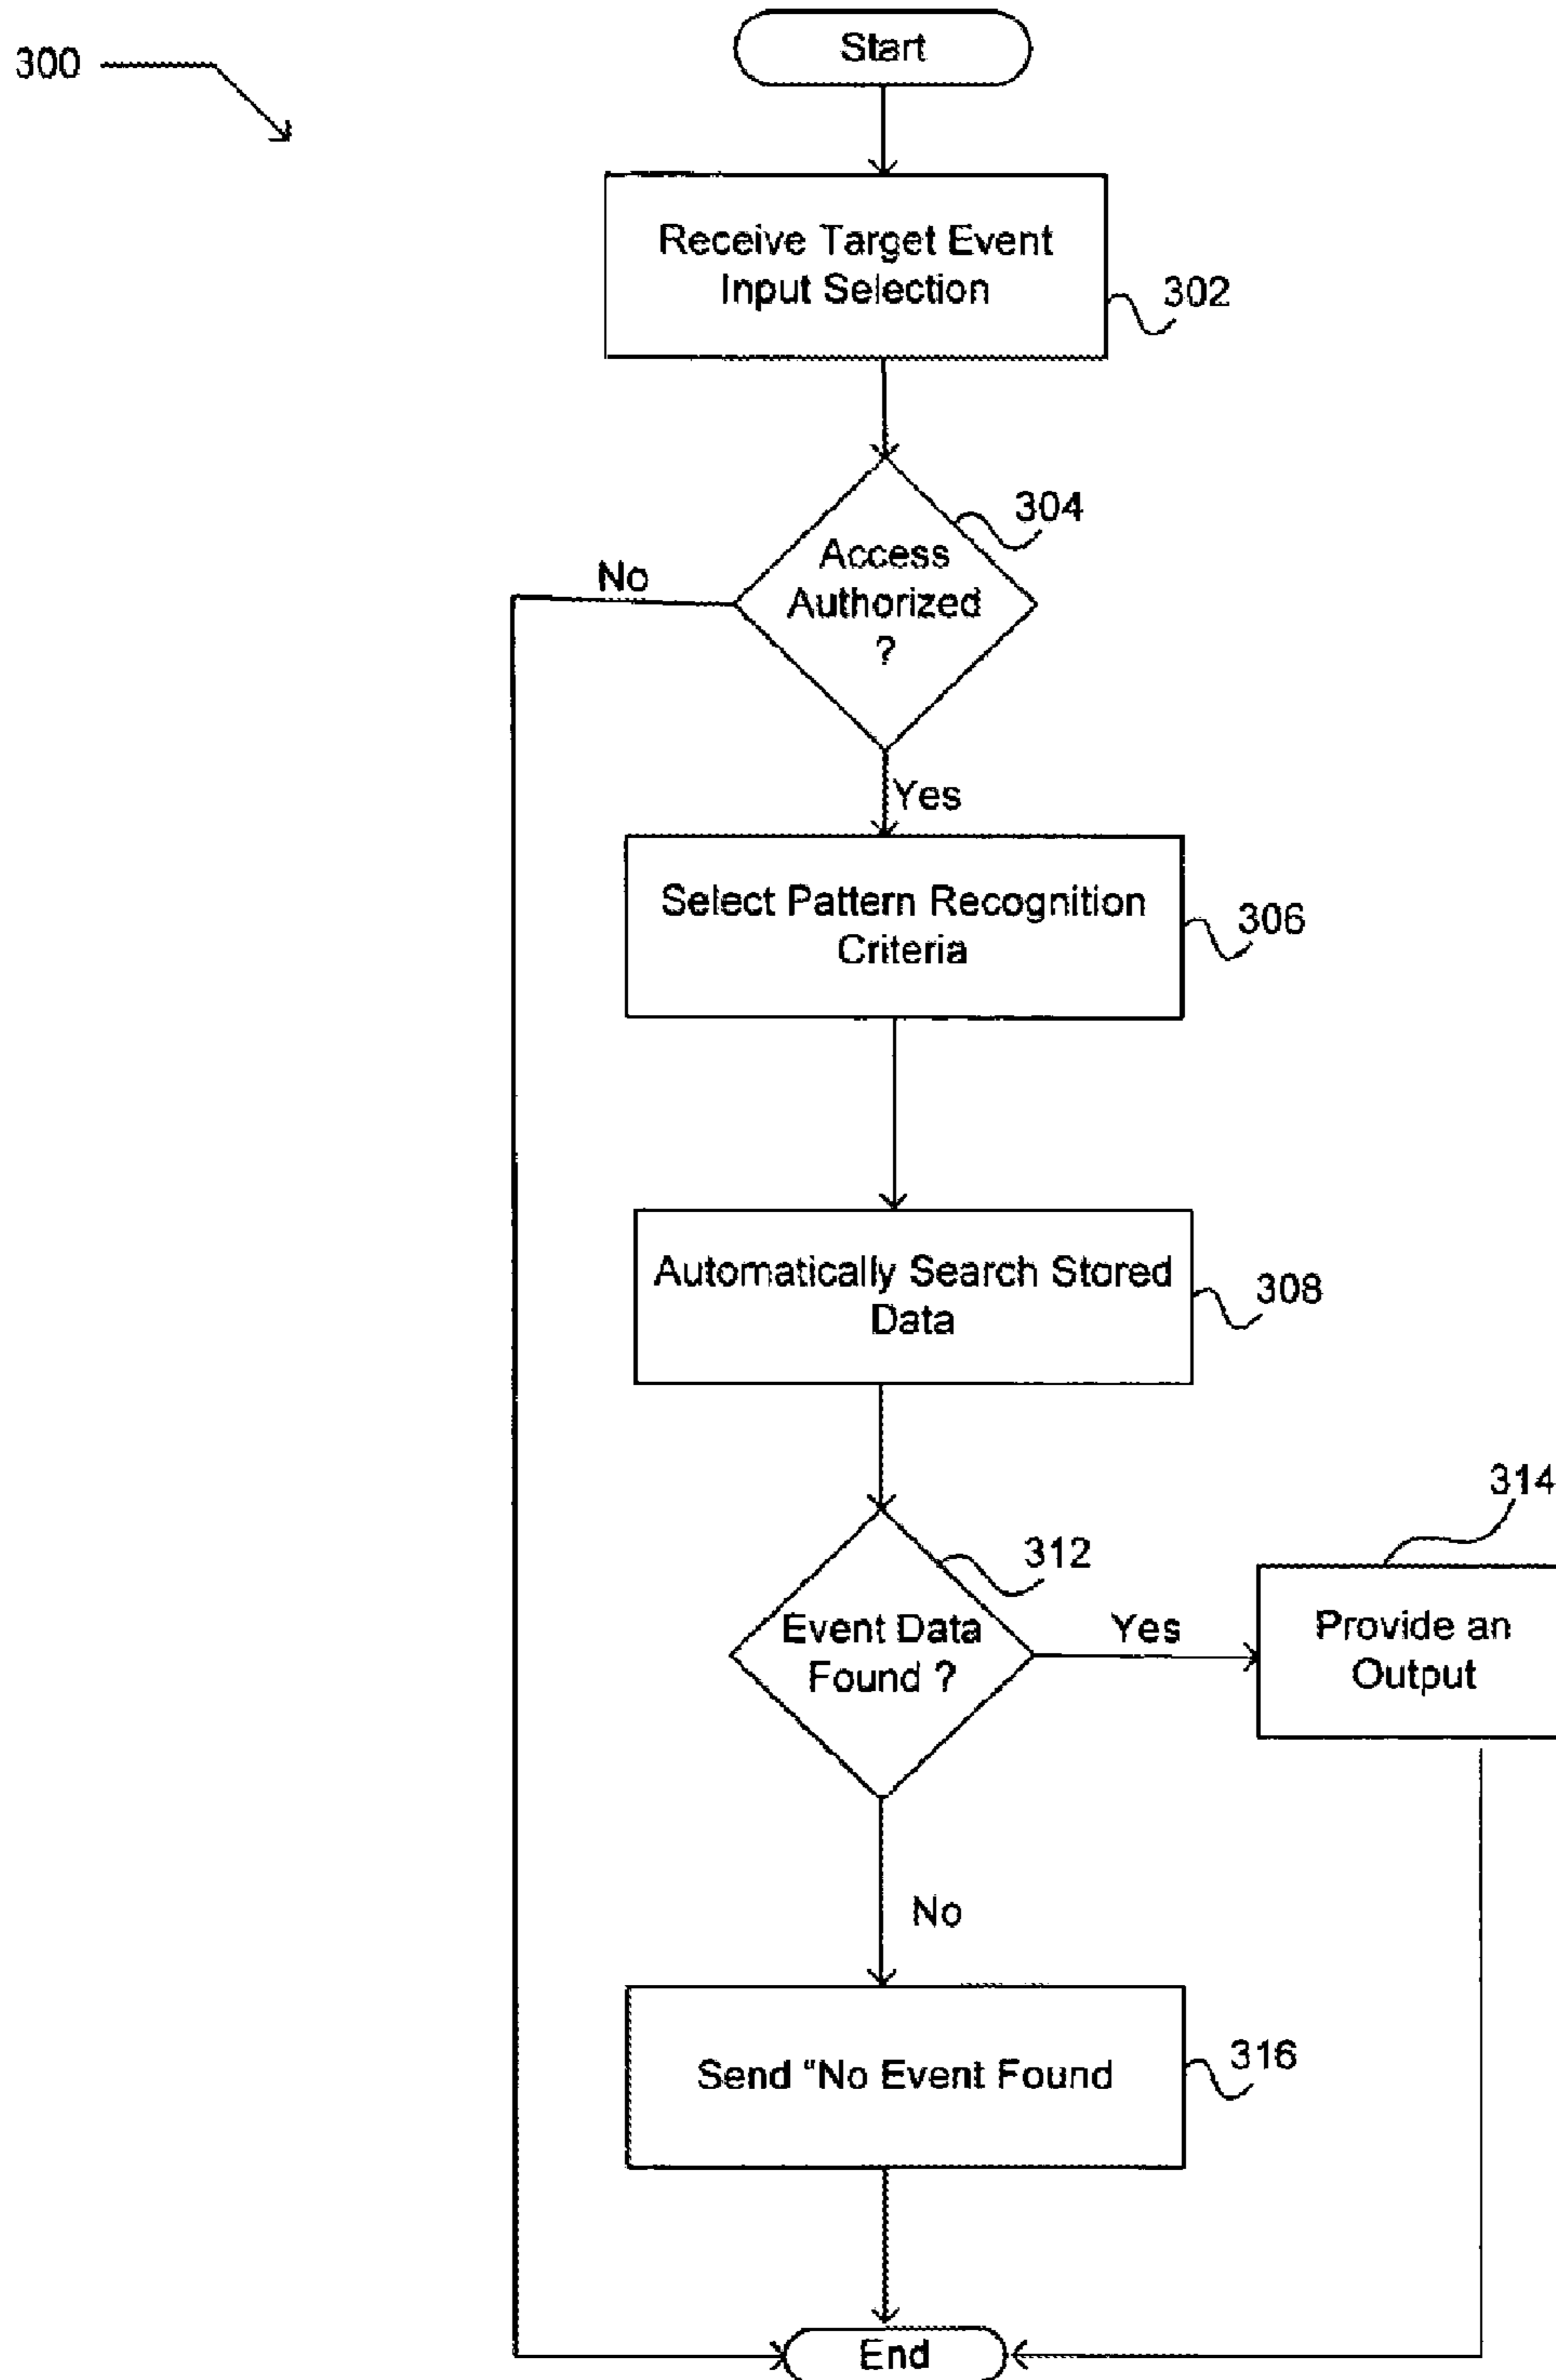 300
Start
Receive Target Event
Input Selection
302
304
Access
Authorized
?
No
Yes
Select Pattern Recognition
Criteria
306
Automatically Search Stored
Data
308
312
Event Data
Found ?
Yes
314
Provide an
Output
No
Send “No Event Found
316
End